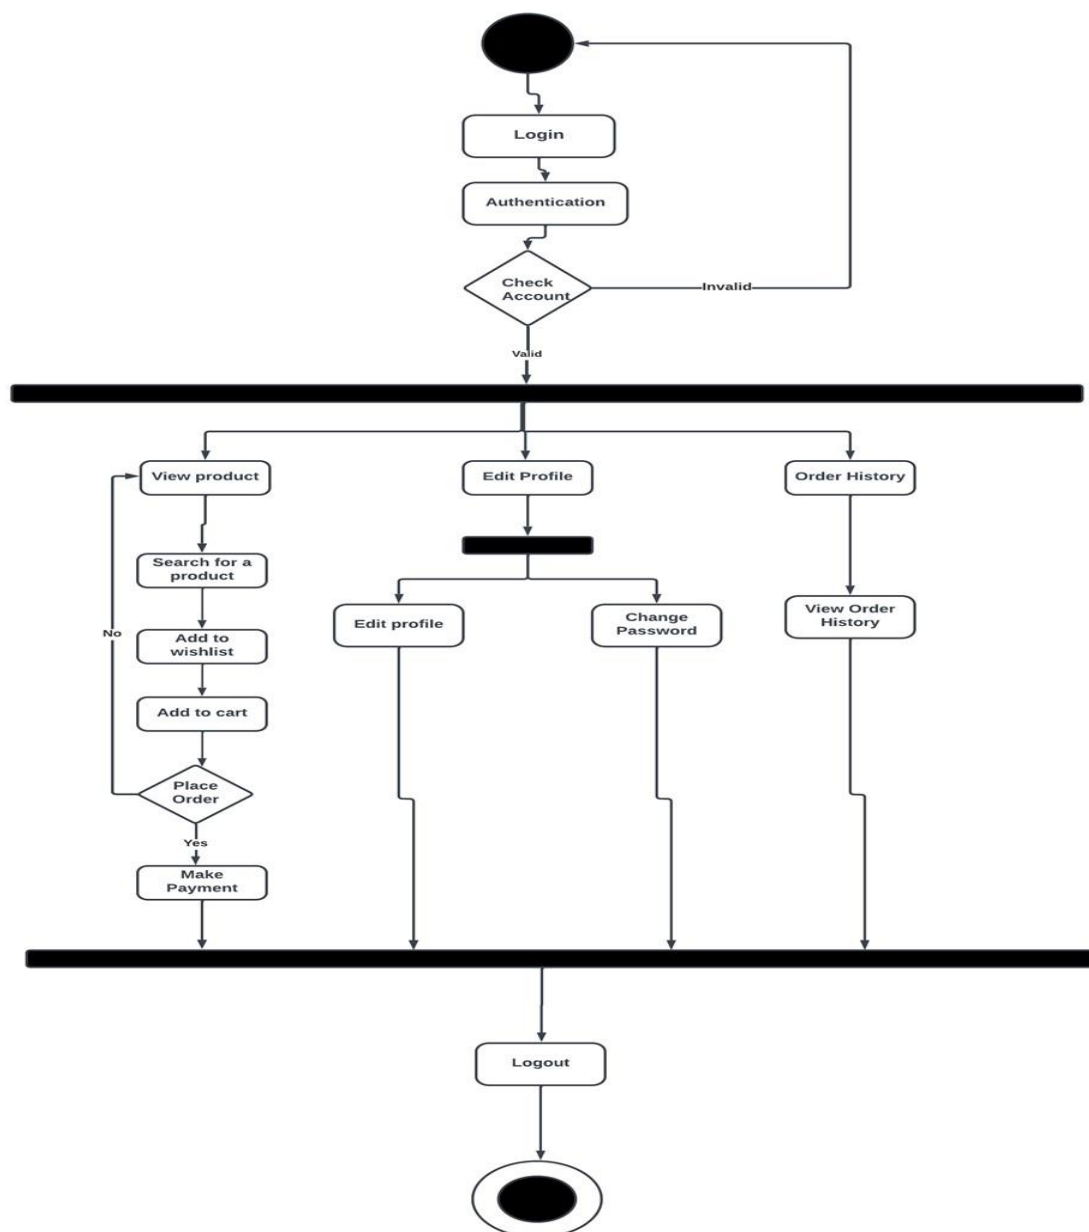 Login
Authentication
Check
Account
Invalid
Valid
View product
Edit Profile
Order History
Search for a
product
Edit profile
Change
Password
View Order
History
No
Add to
wishlist
Add to cart
Place
Order
Yes
Make
Payment
Logout